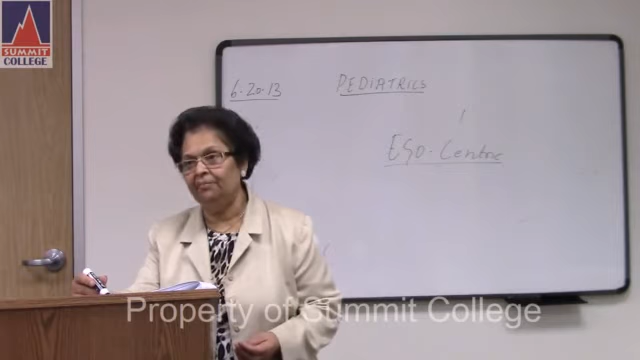 SUMMIT
COLLEGE
6.20.13
PEDIATRICS
Ego.Centric
Property of Summit College